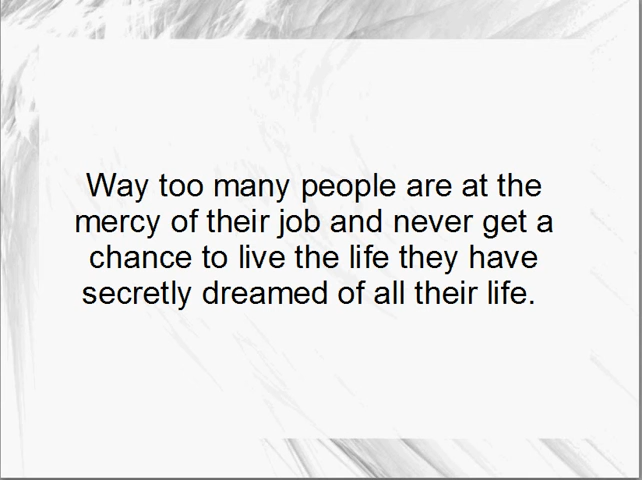 Way too many people are at the
mercy of their job and never get a
chance to live the life they have
secretly dreamed of all their life.